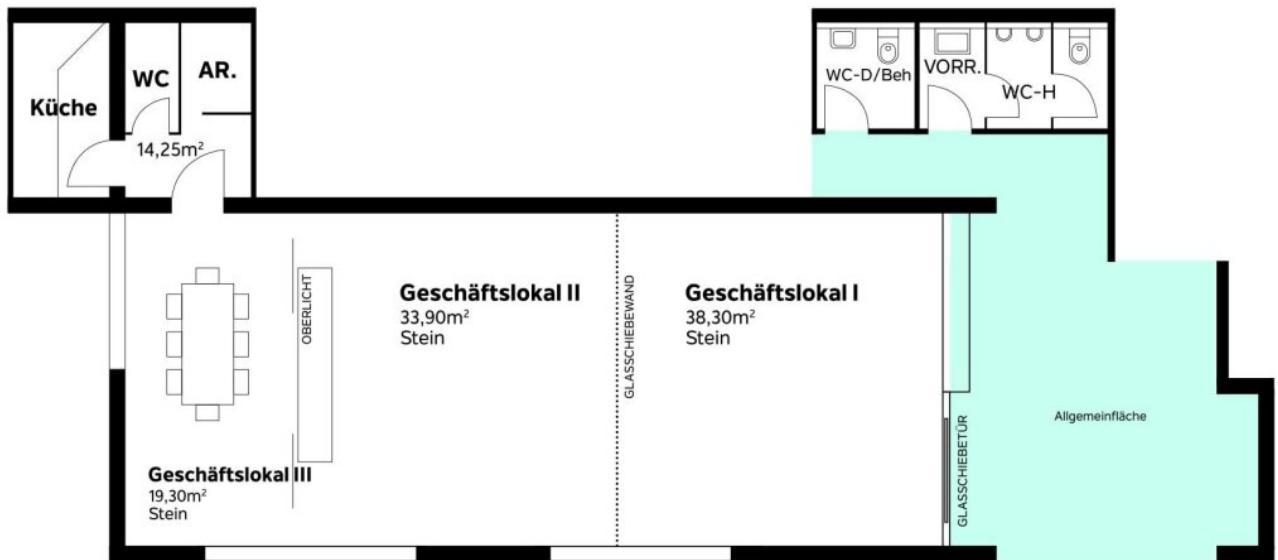 Küche
WC
AR.
14,25m²
WC-D/Beh
VORR.
WC-H
OBERLICHT
Geschäftslokal II
33,90m²
Stein
GLASSCHIEBEWAND
Geschäftslokal I
38,30m²
Stein
Geschäftslokal III
19,30m²
Stein
GLASSCHIEBETÜR
Allgemeinfläche